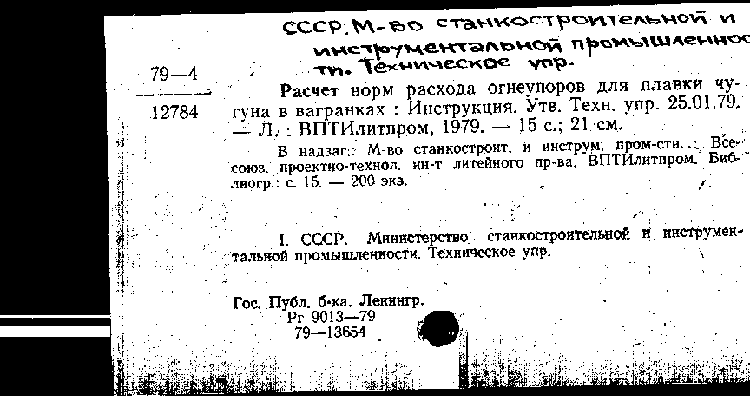 СССР. М-во станкостроительной и
инструментальной промышленнос
ти. Техническое упр.
79—4
12784
Расчет норм расхода огнеупоров для плавки чу-
гуна в вагранках : Инструкция. Утв. Техн. упр. 25.01.79.
— Л. : ВПТИлитпром, 1979. — 15 с.; 21 см.
В надзаг.: М-во станкостроит. и инструм. пром-сти. Все-
союз. проектно-технол. ин-т литейного пр-ва. ВПТИлитпром. Биб-
лиогр.: с. 15. — 200 экз.
I. СССР. Министерство станкостроительной и инструмен-
тальной промышленности. Техническое упр.
Гос. Публ. б-ка. Ленингр.
Рг 9013—79
79—13654